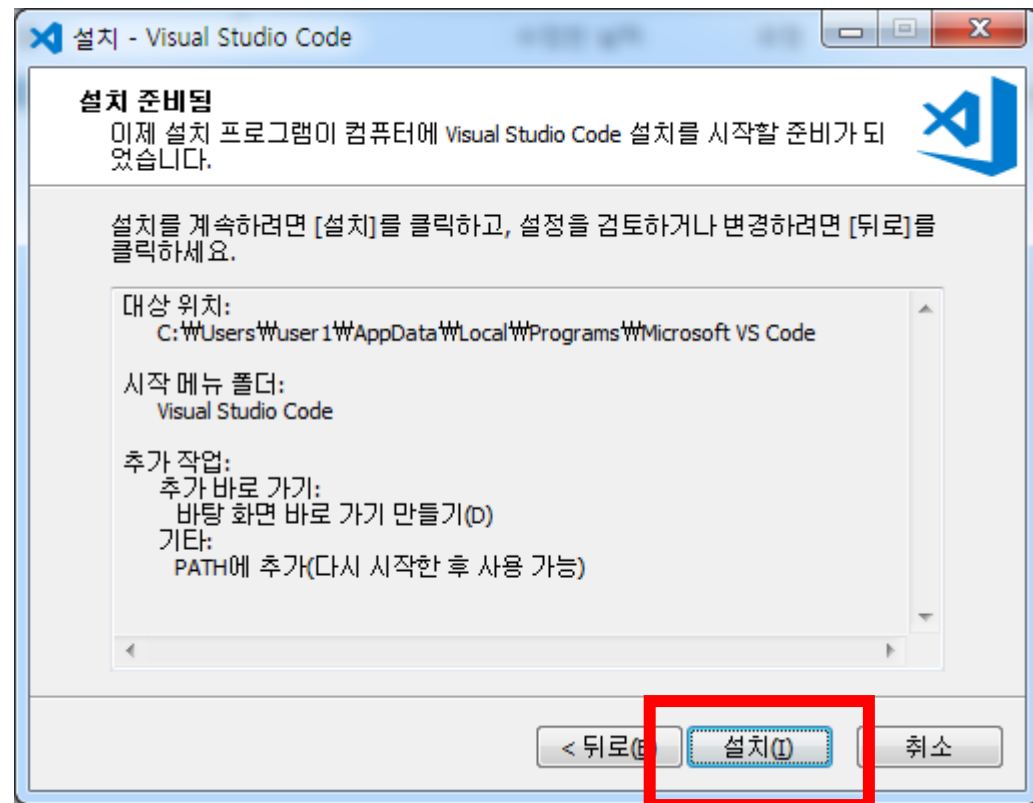 설치 - Visual Studio Code
설치 준비됨
이제 설치 프로그램이 컴퓨터에 Visual Studio Code 설치를 시작할 준비가 되
었습니다.
설치를 계속하려면 [설치]를 클릭하고, 설정을 검토하거나 변경하려면 [뒤로]를
클릭하세요.
대상 위치:
C:₩Users₩user1₩AppData₩Local₩Programs₩Microsoft VS Code
시작 메뉴 폴더:
Visual Studio Code
추가 작업:
추가 바로 가기:
바탕 화면 바로 가기 만들기(D)
기타:
PATH에 추가(다시 시작한 후 사용 가능)
< 뒤로(B) 설치(I) 취소